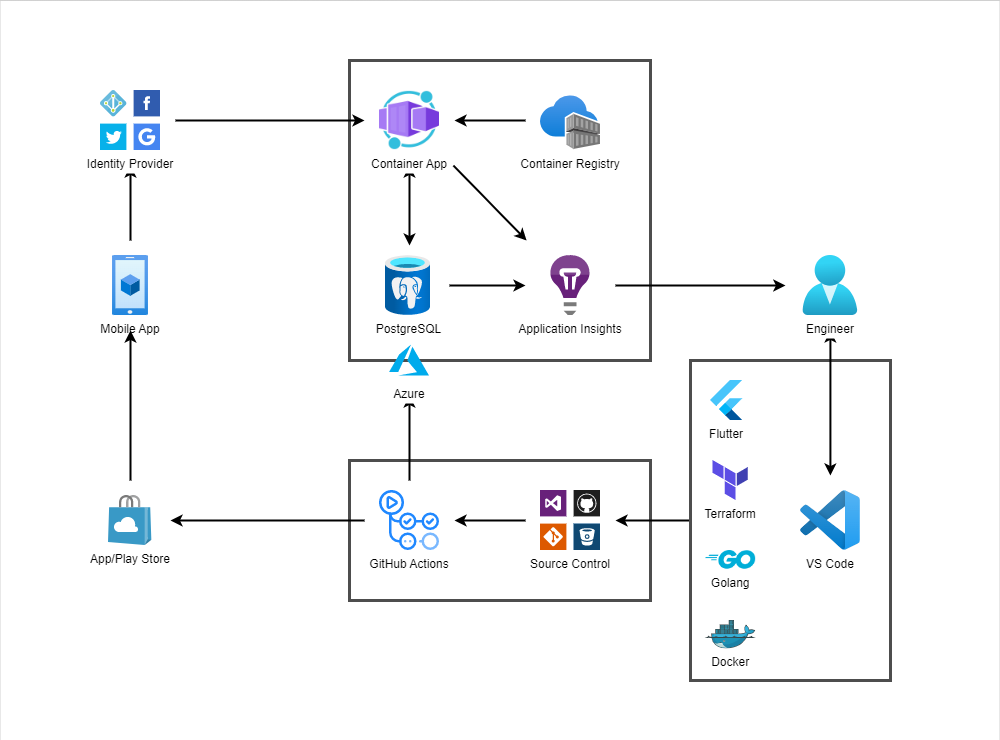 Identity Provider
Container App
Container Registry
Mobile App
PostgreSQL
Application Insights
Engineer
Azure
Flutter
Terraform
App/Play Store
GitHub Actions
Source Control
VS Code
GO
Golang
Docker